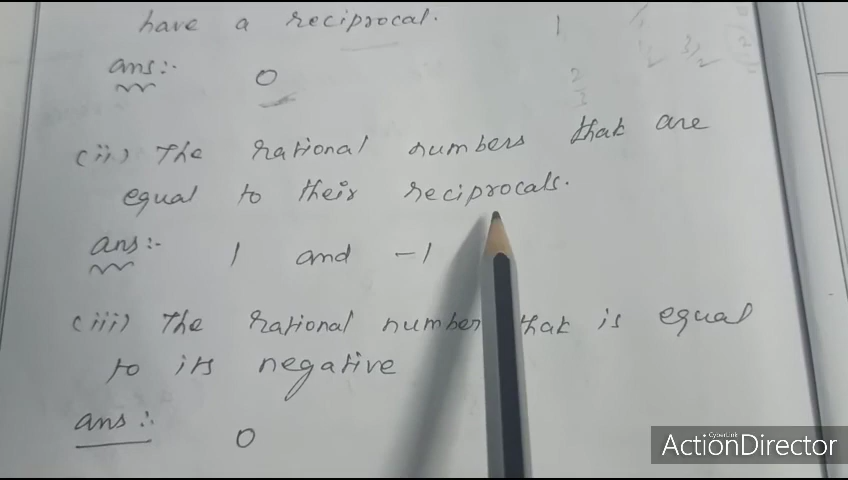 have a reciprocal.
ans:-
0
(ii) The rational numbers that are
equal to their reciprocals.
ans:- 1 and -1
(iii) The rational number that is equal
to its negative
ans:
0
CyberLink
ActionDirector